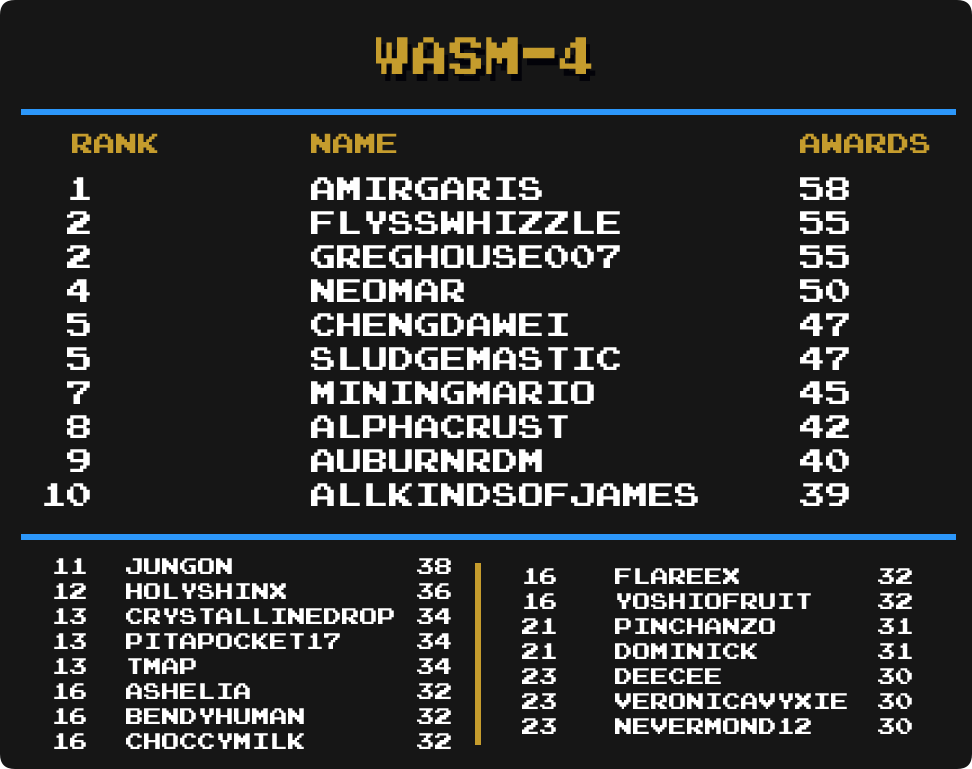 WASM-4
RANK NAME AWARDS
1 AMIRGARIS 58
2 FLYSSWHIZZLE 55
2 GREGHOUSE007 55
4 NEOMAR 50
5 CHENGDAWEI 47
5 SLUDGEMASTIC 47
7 MININGMARIO 45
8 ALPHACRUST 42
9 AUBURNRDM 40
10 ALLKINDSOFJAMES 39
11 JUNGON 38
12 HOLYSHINX 36
13 CRYSTALLINEDROP 34
13 PITAPOCKET17 34
13 TMAP 34
16 ASHELIA 32
16 BENDYHUMAN 32
16 CHOCCYMILK 32
16 FLAREEX 32
16 YOSHIOFRUIT 32
21 PINCHANZO 31
21 DOMINICK 31
23 DEECEE 30
23 VERONICAVYXIE 30
23 NEVERMOND12 30